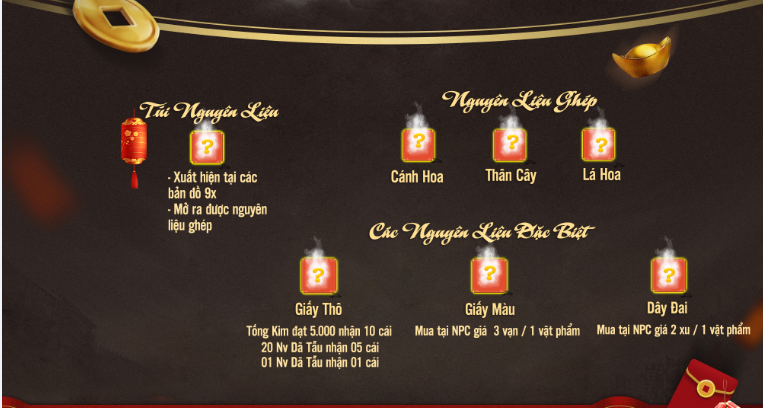 Túi Nguyên Liệu
?
- Xuất hiện tại các
bản đồ 9x
- Mở ra được nguyên
liệu ghép
Nguyên Liệu Ghép
? ? ?
Cánh Hoa Thân Cây Lá Hoa
Các Nguyên Liệu Đặc Biệt
? ? ?
Giấy Thô Giấy Màu Dây Đai
Tống Kim đạt 5.000 nhận 10 cái
20 Nv Dã Tẩu nhận 05 cái
01 Nv Dã Tẩu nhận 01 cái
Mua tại NPC giá 3 vạn / 1 vật phẩm
Mua tại NPC giá 2 xu / 1 vật phẩm